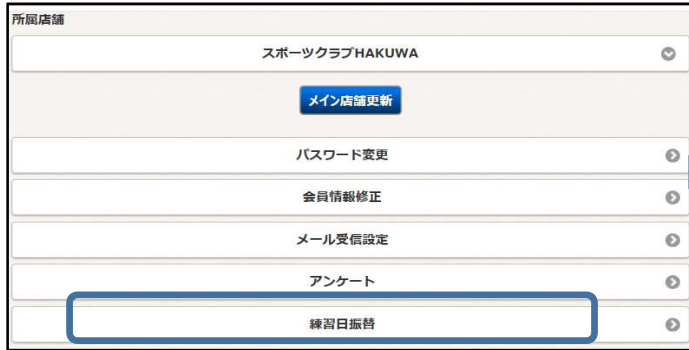 所属店舗
スポーツクラブHAKUWA
メイン店舗更新
パスワード変更
会員情報修正
メール受信設定
アンケート
練習日振替